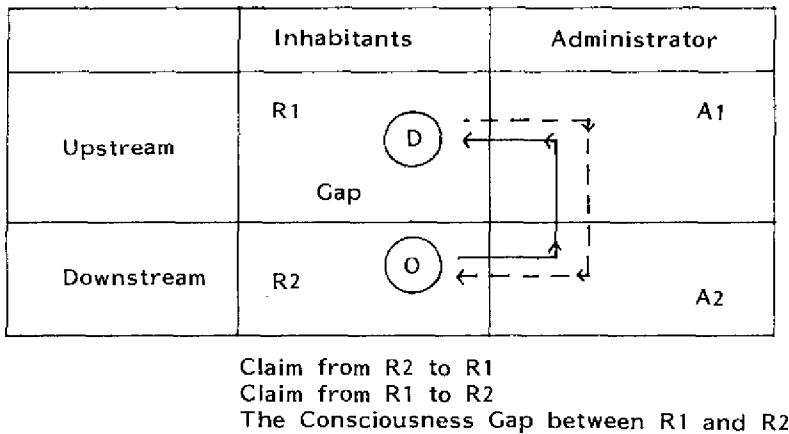 Inhabitants Administrator
R1 D A1
Upstream
Gap
Downstream R2 O A2
Claim from R2 to R1
Claim from R1 to R2
The Consciousness Gap between R1 and R2